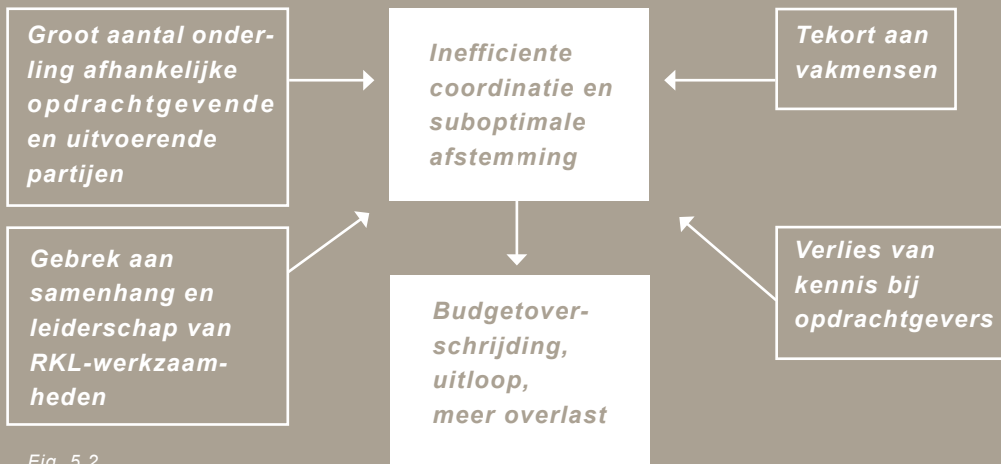 Groot aantal onder-
ling afhankelijke
opdrachtgevende
en uitvoerende
partijen
Inefficiente
coordinatie en
suboptimale
afstemming
Tekort aan
vakmensen
Gebrek aan
samenhang en
leiderschap van
RKL-werkzaam-
heden
Budgetover-
schrijding,
uitloop,
meer overlast
Verlies van
kennis bij
opdrachtgevers
Fig. 5.2